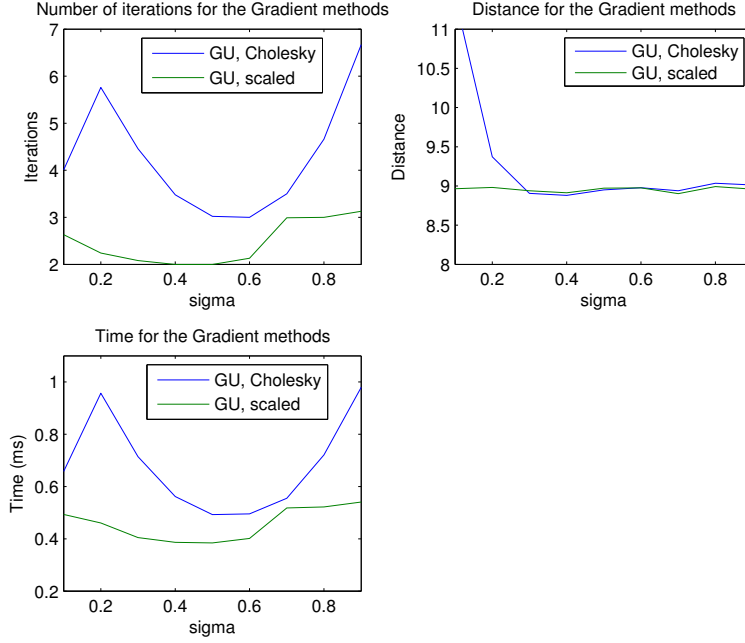 Number of iterations for the Gradient methods
7
6
5
4
3
2
Iterations
GU, Cholesky
GU, scaled
0.2 0.4 0.6 0.8
sigma
Distance for the Gradient methods
11
10.5
10
9.5
9
8.5
8
Distance
GU, Cholesky
GU, scaled
0.2 0.4 0.6 0.8
sigma
Time for the Gradient methods
1
0.8
0.6
0.4
0.2
Time (ms)
GU, Cholesky
GU, scaled
0.2 0.4 0.6 0.8
sigma